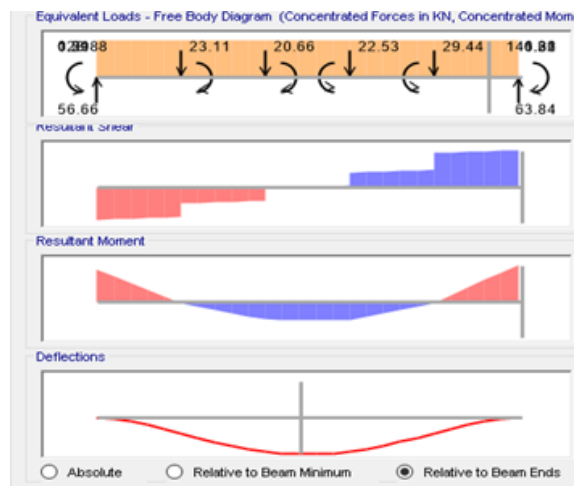 Equivalent Loads - Free Body Diagram (Concentrated Forces in KN, Concentrated Mom
23.11 20.66 22.53 29.44
56.66 63.84
Resultant Shear
Resultant Moment
Deflections
Absolute Relative to Beam Minimum Relative to Beam Ends